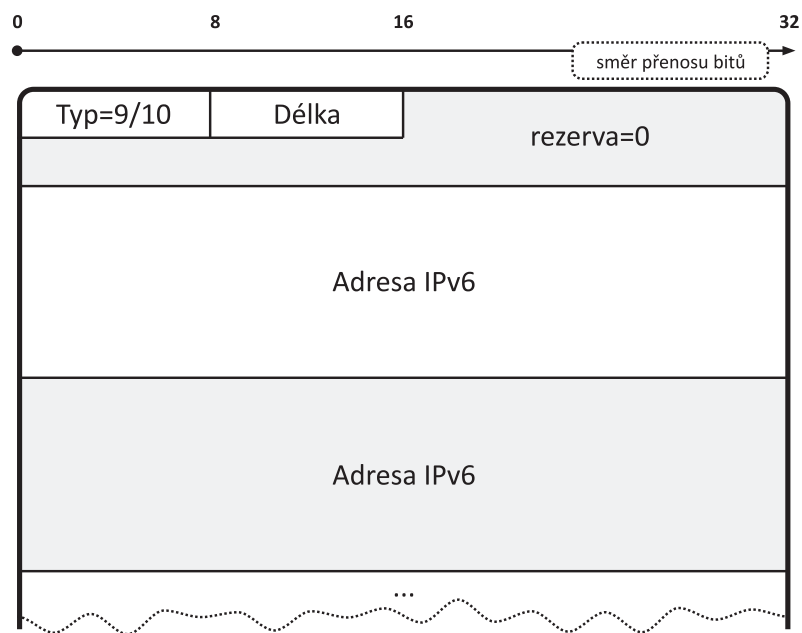 0 8 16 32
směr přenosu bitů
Typ=9/10 Délka
rezerva=0
Adresa IPv6
Adresa IPv6
...